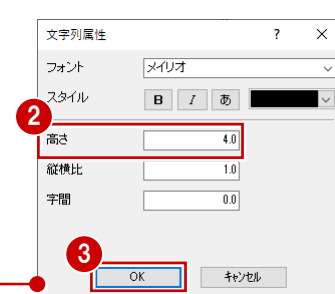 文字列属性 ? ×
フォント メイリオ
スタイル B I あ
2
高さ 4.0
縦横比 1.0
字間 0.0
3
OK キャンセル